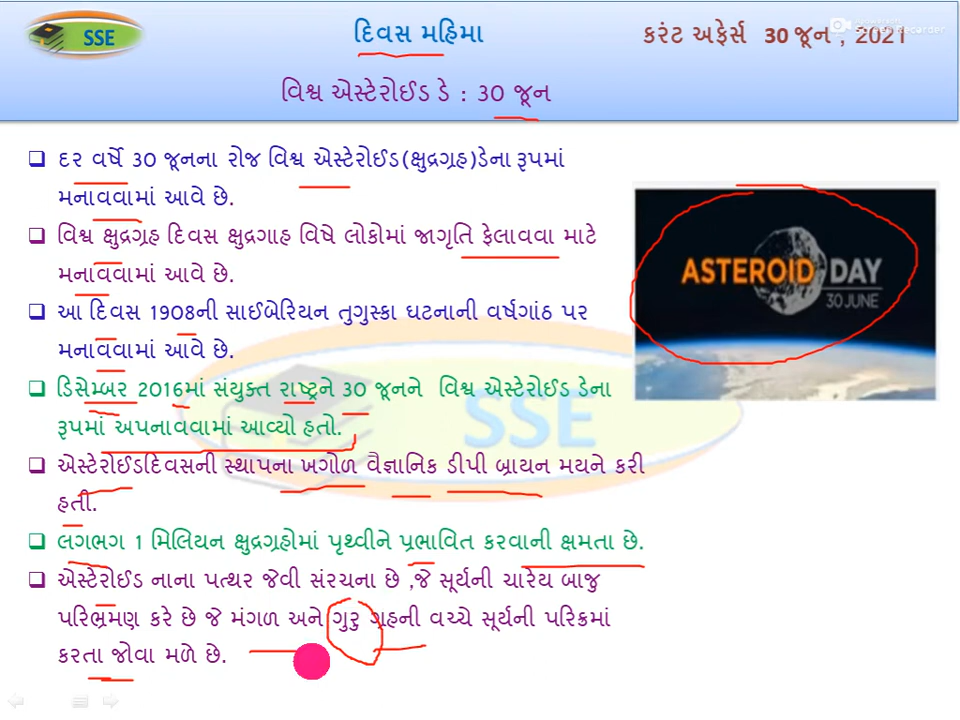 SSE
દિવસ મહિમા
કરંટ અફેર્સ 30 જૂન , 2021
વિશ્વ એસ્ટેરોઈડ ડે : 30 જૂન
દર વર્ષે 30 જૂનના રોજ વિશ્વ એસ્ટેરોઈડ(ક્ષુદ્રગ્રહ)ડેના રૂપમાં
મનાવવામાં આવે છે.
વિશ્વ ક્ષુદ્રગ્રહ દિવસ ક્ષુદ્રગાહ વિષે લોકોમાં જાગૃતિ ફેલાવવા માટે
મનાવવામાં આવે છે.
આ દિવસ 1908ની સાઈબેરિયન તુગુસ્કા ઘટનાની વર્ષગાંઠ પર
મનાવવામાં આવે છે.
ડિસેમ્બર 2016માં સંયુક્ત રાષ્ટ્રને 30 જૂનને વિશ્વ એસ્ટેરોઈડ ડેના
રૂપમાં અપનાવવામાં આવ્યો હતો.
એસ્ટેરોઈડદિવસની સ્થાપના ખગોળ વૈજ્ઞાનિક ડીપી બ્રાયન મયને કરી
હતી.
લગભગ 1 મિલિયન ક્ષુદ્રગ્રહોમાં પૃથ્વીને પ્રભાવિત કરવાની ક્ષમતા છે.
એસ્ટેરોઈડ નાના પત્થર જેવી સંરચના છે ,જે સૂર્યની ચારેય બાજુ
પરિભ્રમણ કરે છે જે મંગળ અને ગુરુ ગ્રહની વચ્ચે સૂર્યની પરિક્રમાં
કરતા જોવા મળે છે.
ASTEROID DAY
30 JUNE
SSE
Screen Recorder